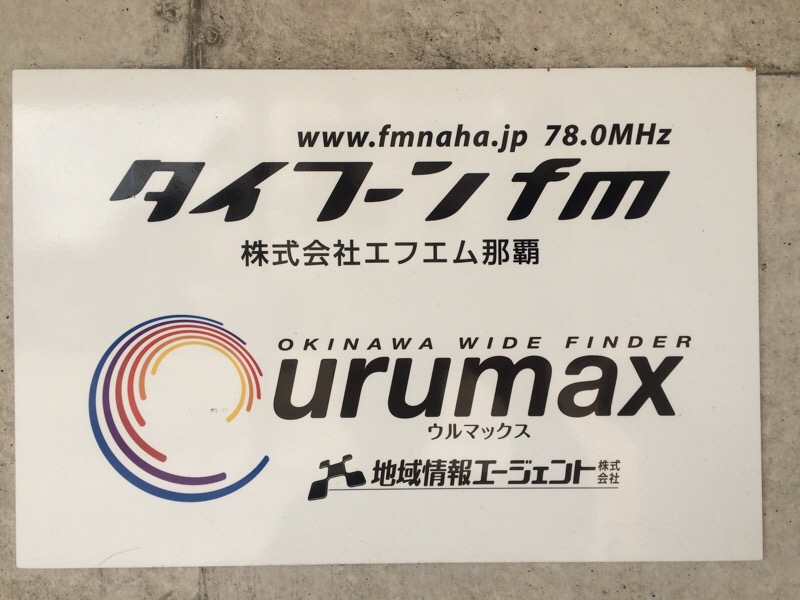 www.fmnaha.jp 78.0MHz
タイフーンfm
株式会社エフエム那覇
OKINAWA WIDE FINDER
urumax
ウルマックス
地域情報エージェント株式会社